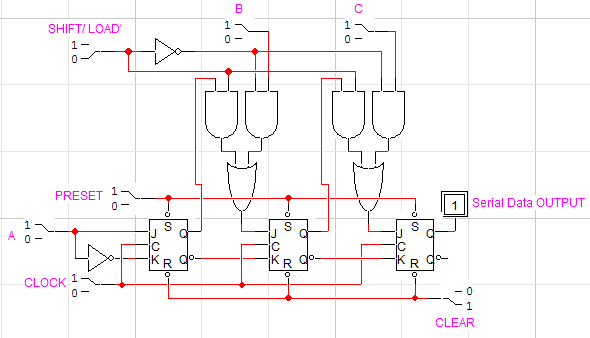 B C
SHIFT/ LOAD'
1 1 1
0 0 0
PRESET 1
0
1 Serial Data OUTPUT
S S S
A 1 J Q J Q J Q
0 C C C
K R Q K R Q K R Q
CLOCK 1
0
0
1
CLEAR